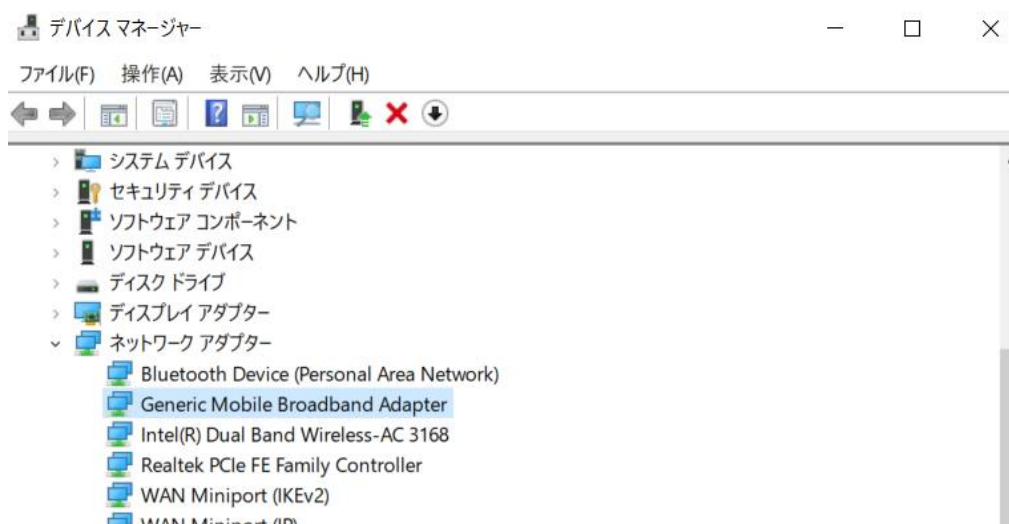 デバイス マネージャー
ファイル(F) 操作(A) 表示(V) ヘルプ(H)
システム デバイス
セキュリティ デバイス
ソフトウェア コンポーネント
ソフトウェア デバイス
ディスク ドライブ
ディスプレイ アダプター
ネットワーク アダプター
Bluetooth Device (Personal Area Network)
Generic Mobile Broadband Adapter
Intel(R) Dual Band Wireless-AC 3168
Realtek PCIe FE Family Controller
WAN Miniport (IKEv2)
WAN Miniport (IP)